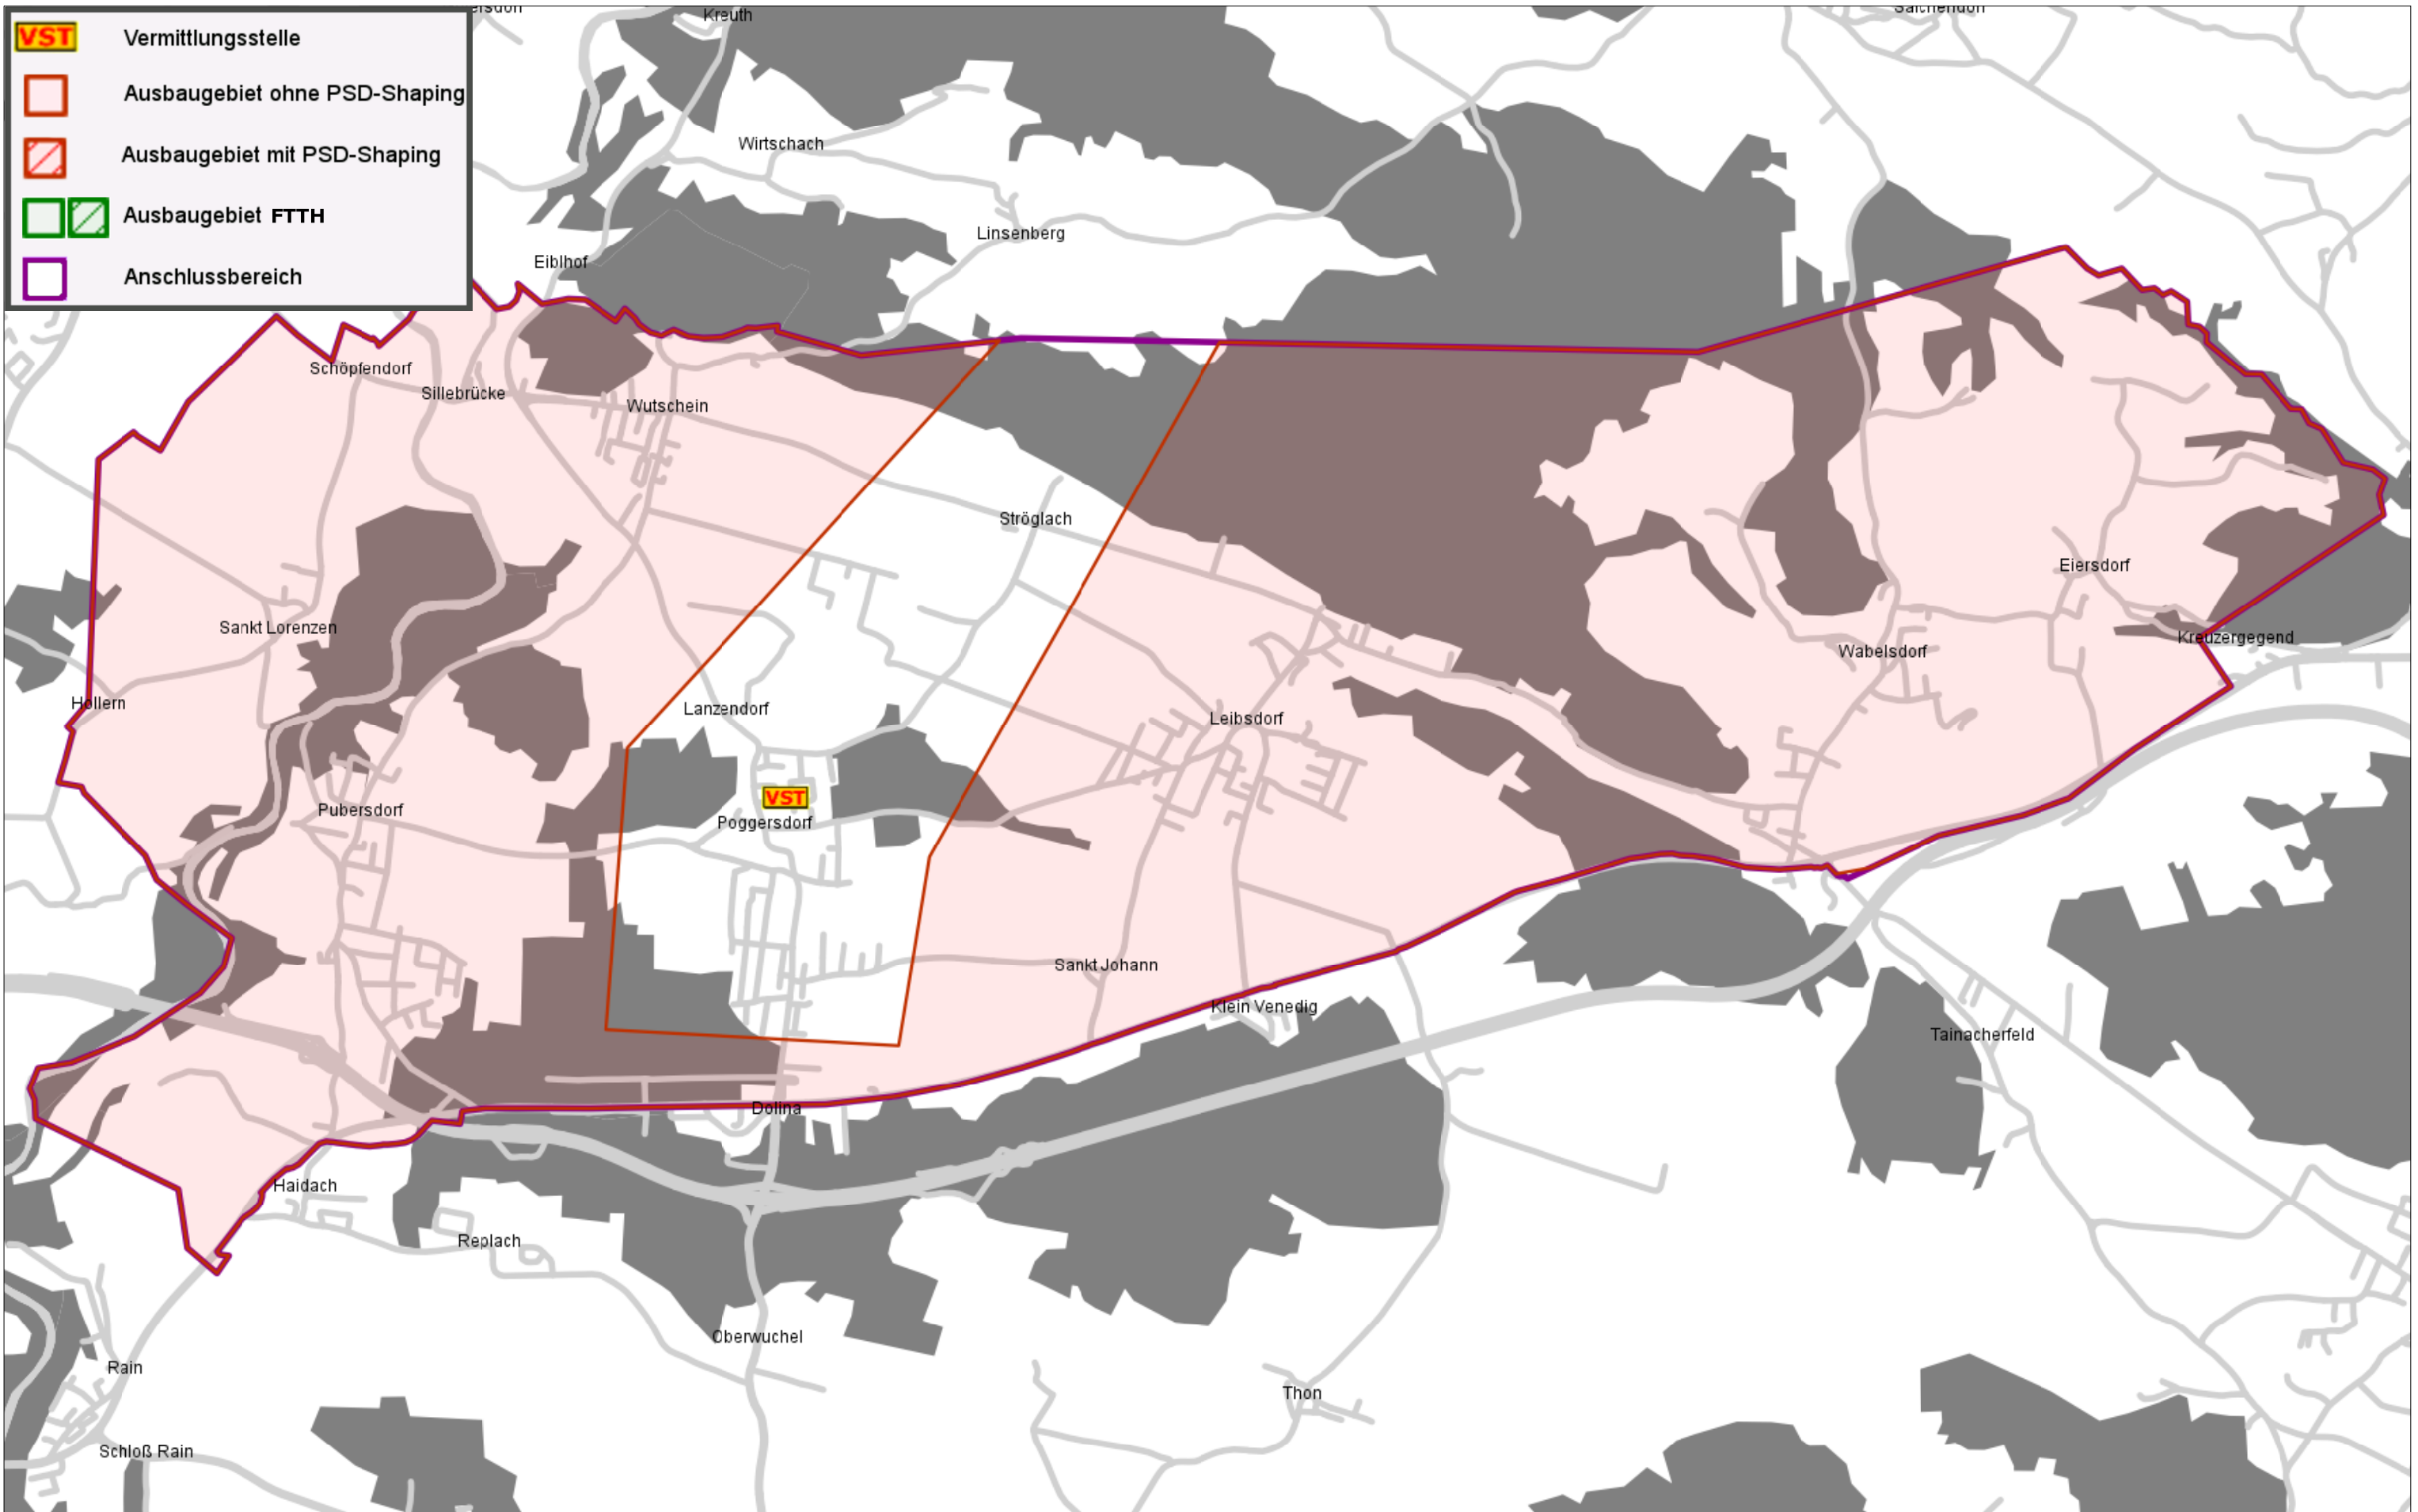 VST Vermittlungsstelle
Ausbaugebiet ohne PSD-Shaping
Ausbaugebiet mit PSD-Shaping
Ausbaugebiet FTTH
Anschlussbereich
Kreuth
Wirtschach
Linsenberg
Eiblhof
Schöpfendorf
Sillebrücke
Wutschein
Ströglach
Eiersdorf
Sankt Lorenzen
Kreuzergegend
Wabelsdorf
Hollern
Lanzendorf
Leibsdorf
VST
Pubersdorf
Poggersdorf
Sankt Johann
Klein Venedig
Tainacherfeld
Dolina
Haidach
Replach
Oberwuchel
Rain
Thon
Schloß Rain